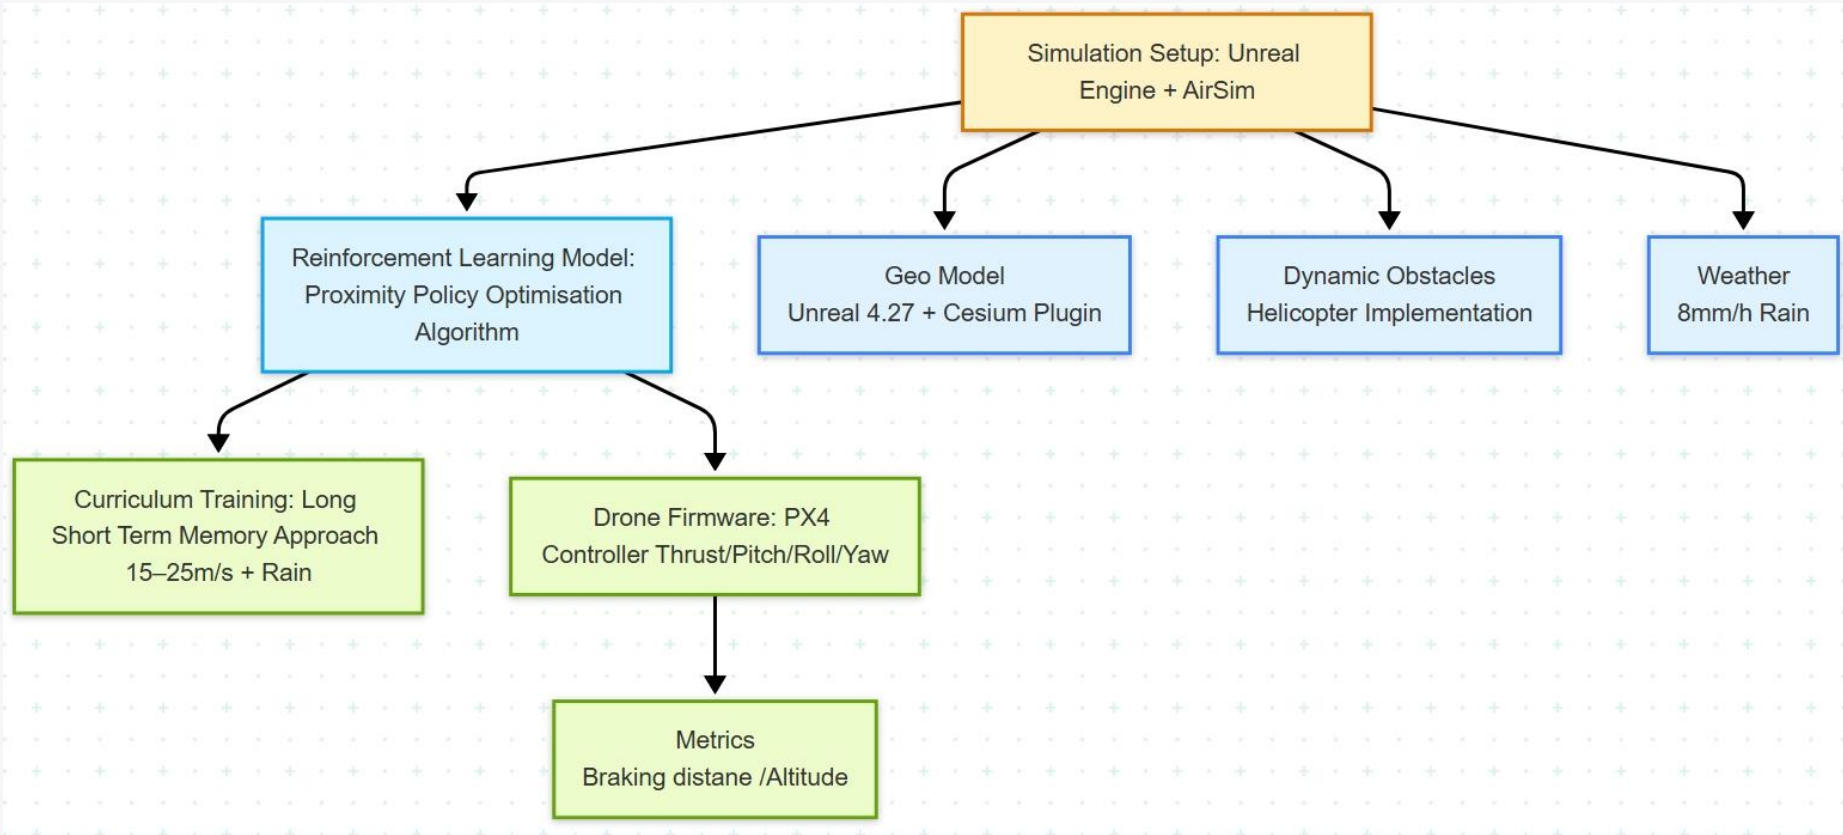 Simulation Setup: Unreal
Engine + AirSim
Reinforcement Learning Model:
Proximity Policy Optimisation
Algorithm
Geo Model
Unreal 4.27 + Cesium Plugin
Dynamic Obstacles
Helicopter Implementation
Weather
8mm/h Rain
Curriculum Training: Long
Short Term Memory Approach
15–25m/s + Rain
Drone Firmware: PX4
Controller Thrust/Pitch/Roll/Yaw
Metrics
Braking distane /Altitude